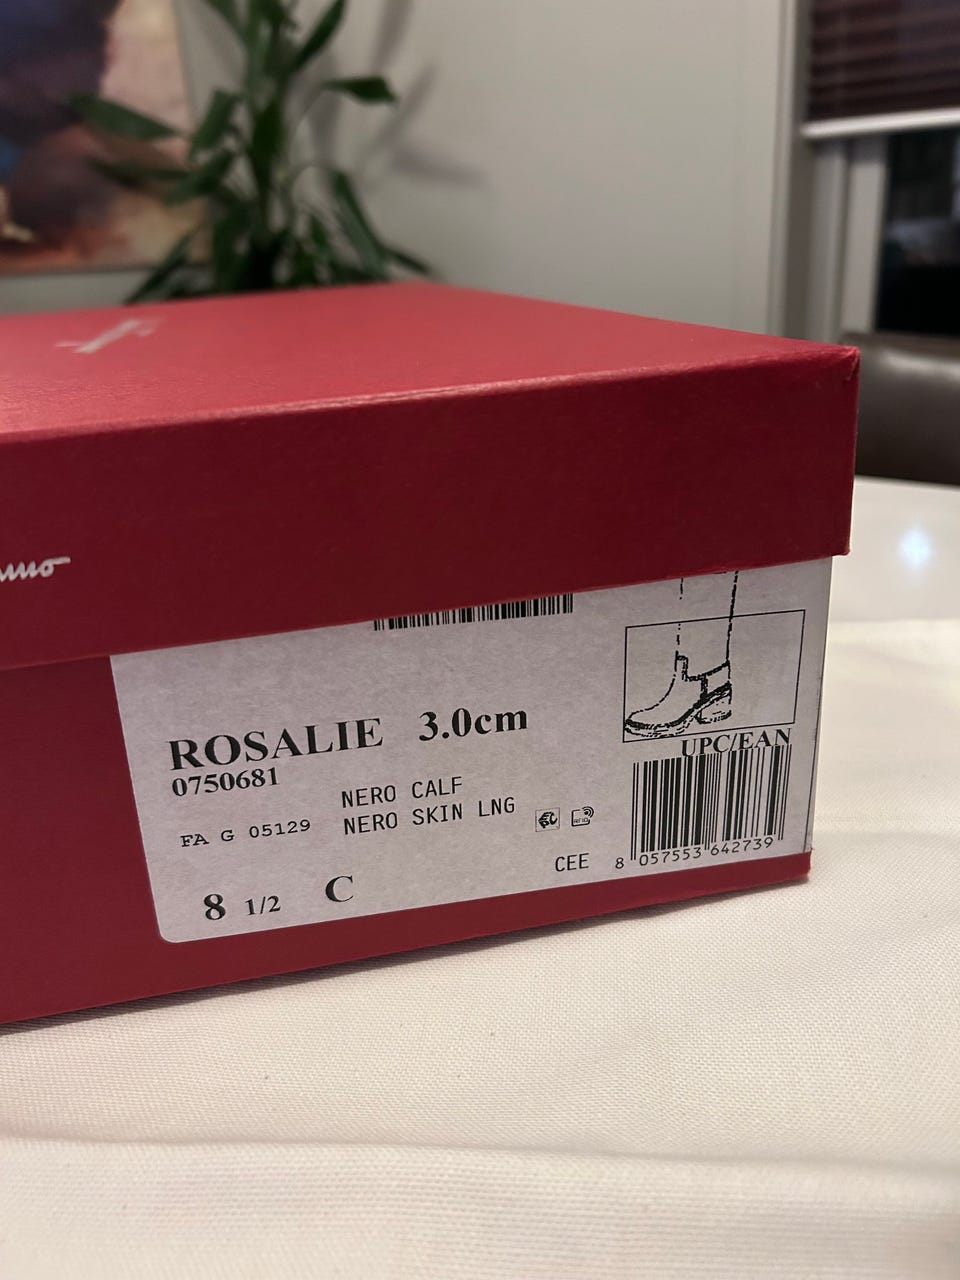 ROSALIE 3.0cm
0750681
NERO CALF
FA G 05129 NERO SKIN LNG
8 1/2 C
CEE
UPC/EAN
8 057553 642739